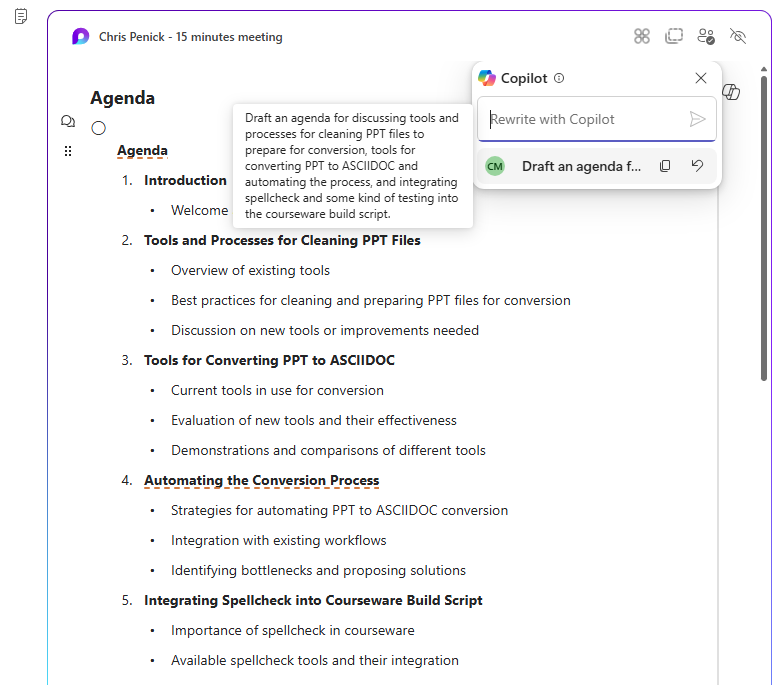 Chris Penick - 15 minutes meeting
Copilot
Rewrite with Copilot
CM Draft an agenda f...
Agenda
Draft an agenda for discussing tools and
processes for cleaning PPT files to
prepare for conversion, tools for
converting PPT to ASCIIDOC and
automating the process, and integrating
spellcheck and some kind of testing into
the courseware build script.
Agenda
1. Introduction
• Welcome
2. Tools and Processes for Cleaning PPT Files
• Overview of existing tools
• Best practices for cleaning and preparing PPT files for conversion
• Discussion on new tools or improvements needed
3. Tools for Converting PPT to ASCIIDOC
• Current tools in use for conversion
• Evaluation of new tools and their effectiveness
• Demonstrations and comparisons of different tools
4. Automating the Conversion Process
• Strategies for automating PPT to ASCIIDOC conversion
• Integration with existing workflows
• Identifying bottlenecks and proposing solutions
5. Integrating Spellcheck into Courseware Build Script
• Importance of spellcheck in courseware
• Available spellcheck tools and their integration